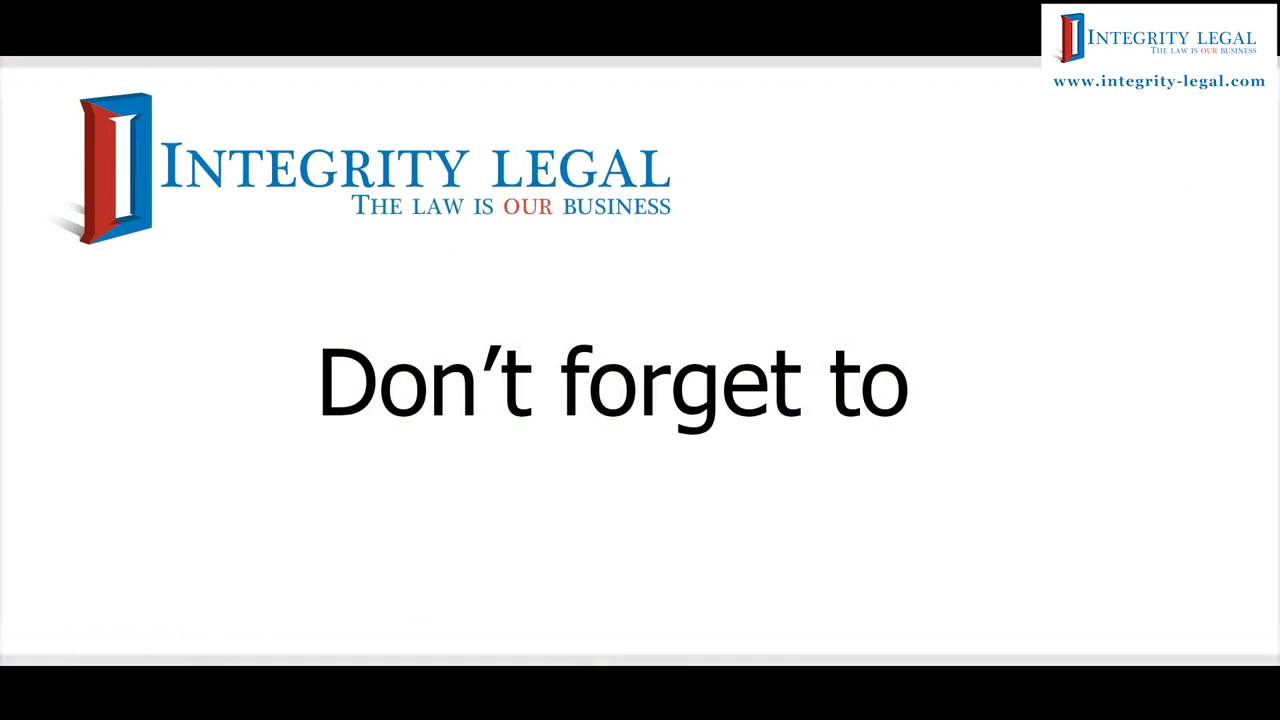 INTEGRITY LEGAL
THE LAW IS OUR BUSINESS
www.integrity-legal.com
INTEGRITY LEGAL
THE LAW IS OUR BUSINESS
Don’t forget to